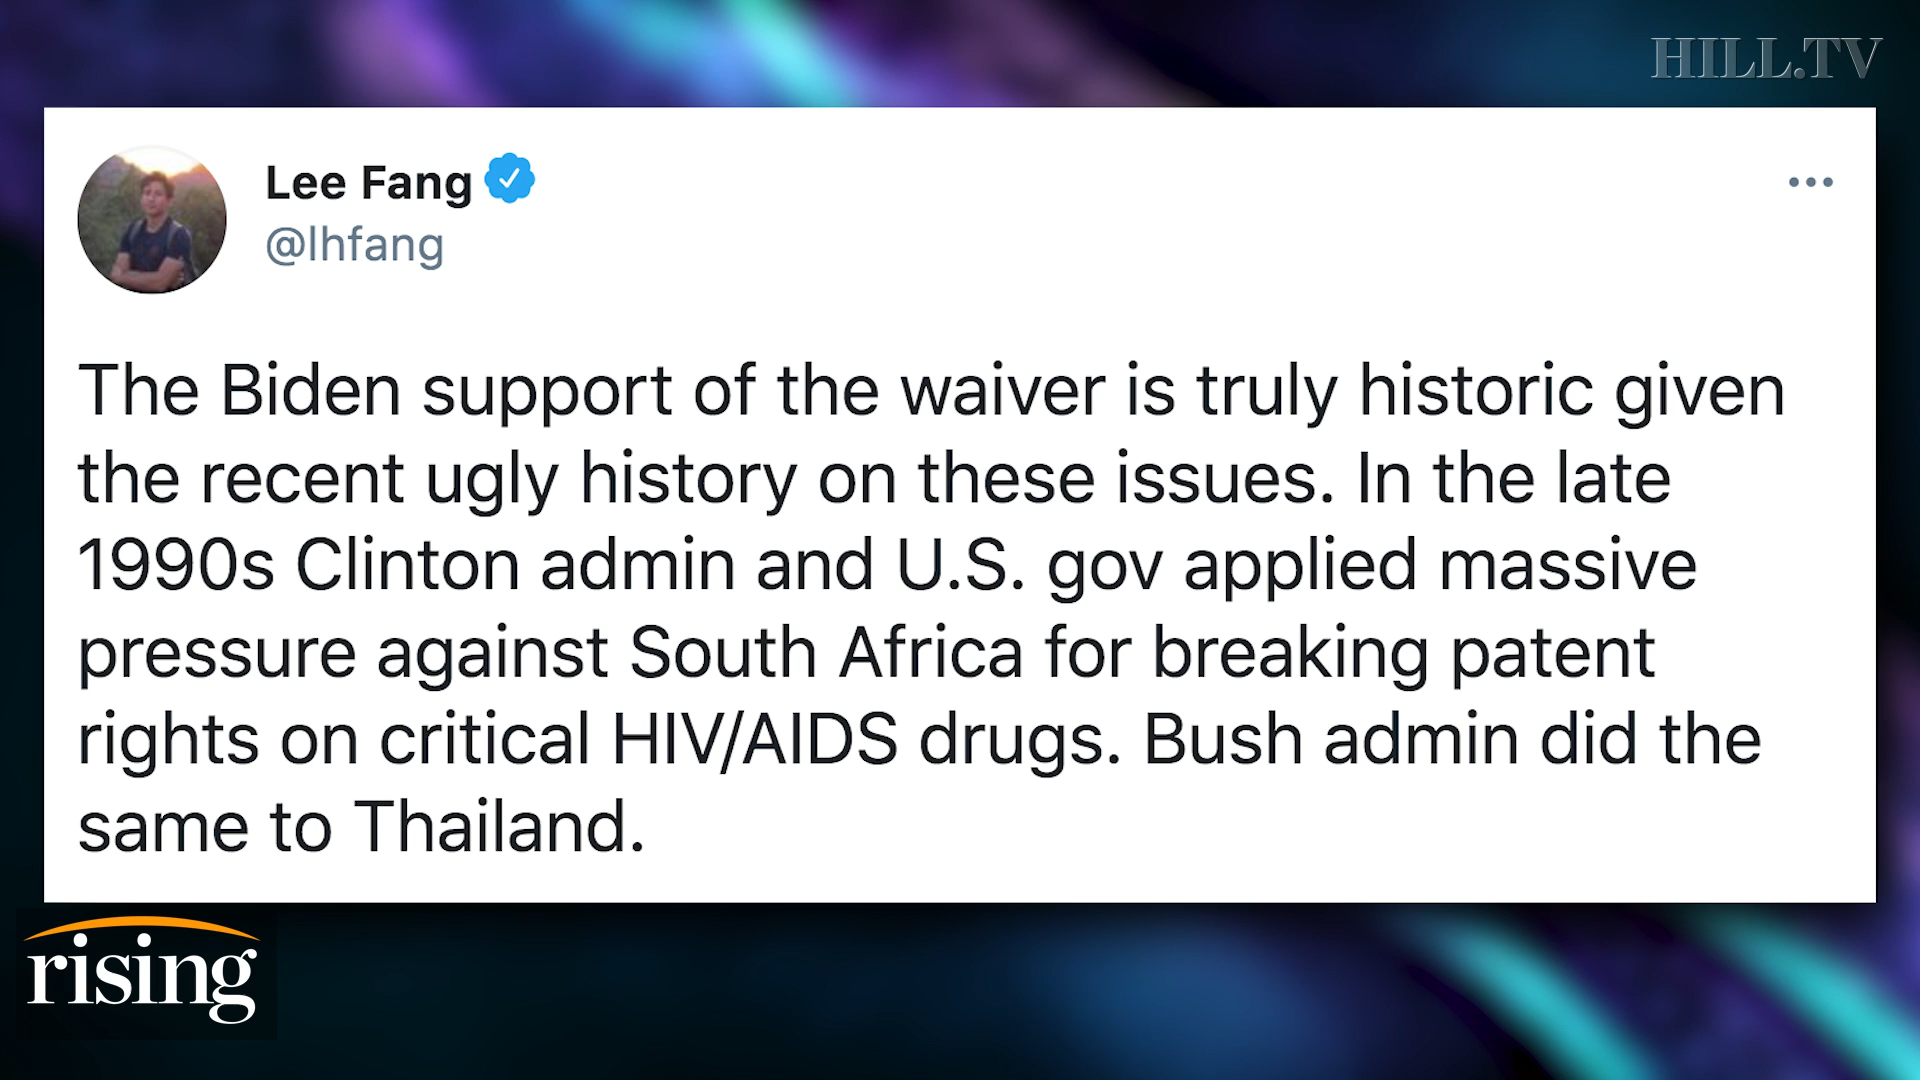 HILL.TV
Lee Fang
@lhfang
The Biden support of the waiver is truly historic given
the recent ugly history on these issues. In the late
1990s Clinton admin and U.S. gov applied massive
pressure against South Africa for breaking patent
rights on critical HIV/AIDS drugs. Bush admin did the
same to Thailand.
rising